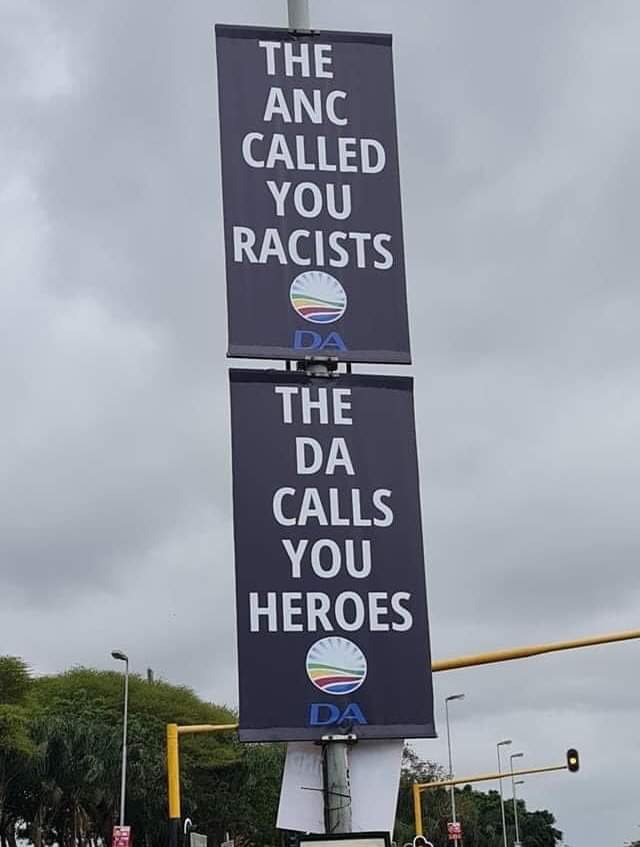 THE
ANC
CALLED
YOU
RACISTS
DA
THE
DA
CALLS
YOU
HEROES
DA